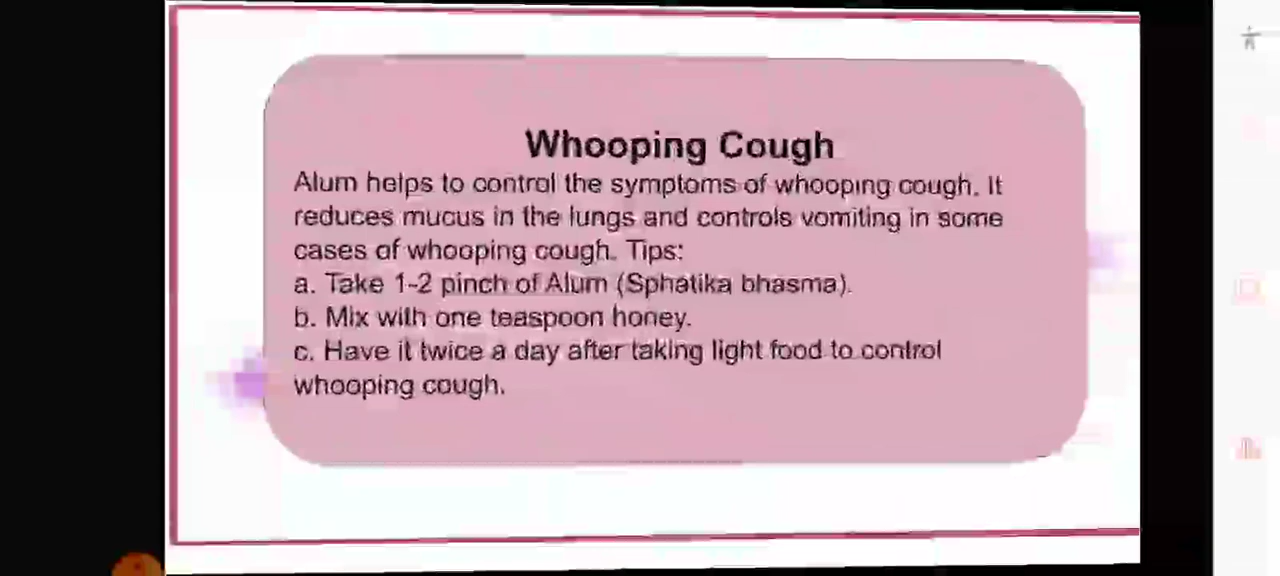 Whooping Cough
Alum helps to control the symptoms of whooping cough. It
reduces mucus in the lungs and controls vomiting in some
cases of whooping cough. Tips:
a. Take 1-2 pinch of Alum (Sphatika bhasma).
b. Mix with one teaspoon honey.
c. Have it twice a day after taking light food to control
whooping cough.